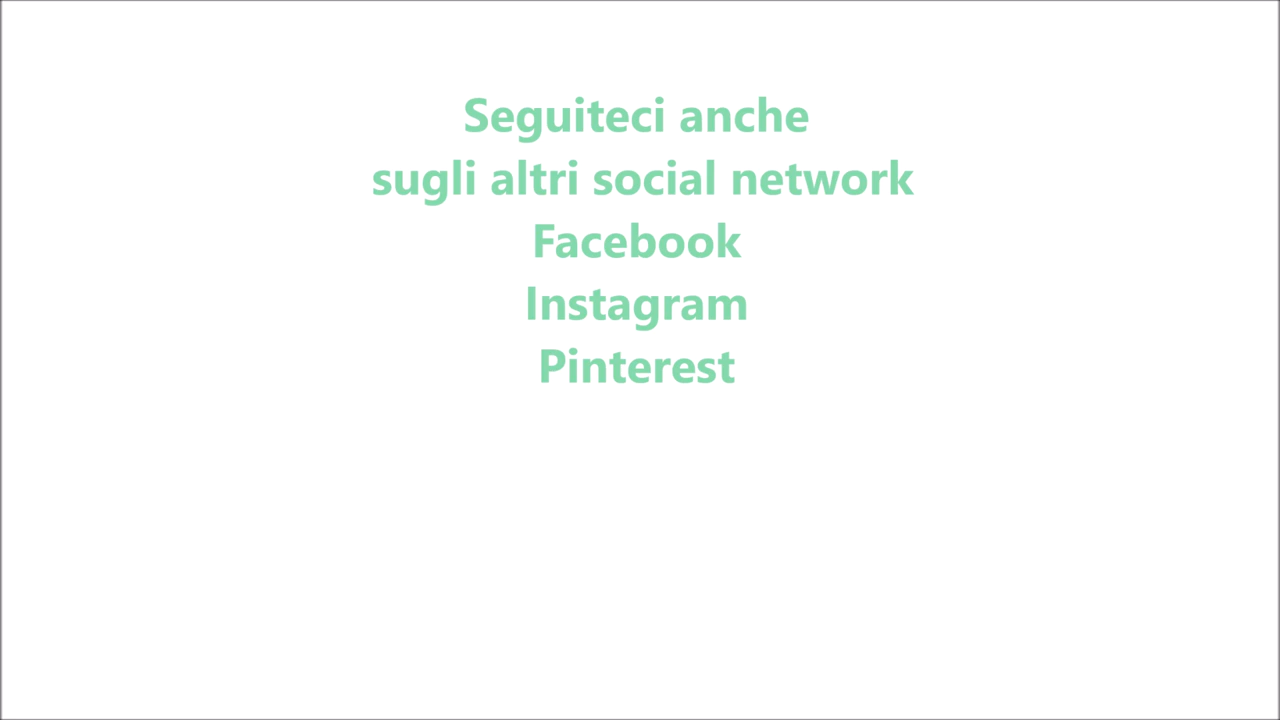 Seguiteci anche
sugli altri social network
Facebook
Instagram
Pinterest